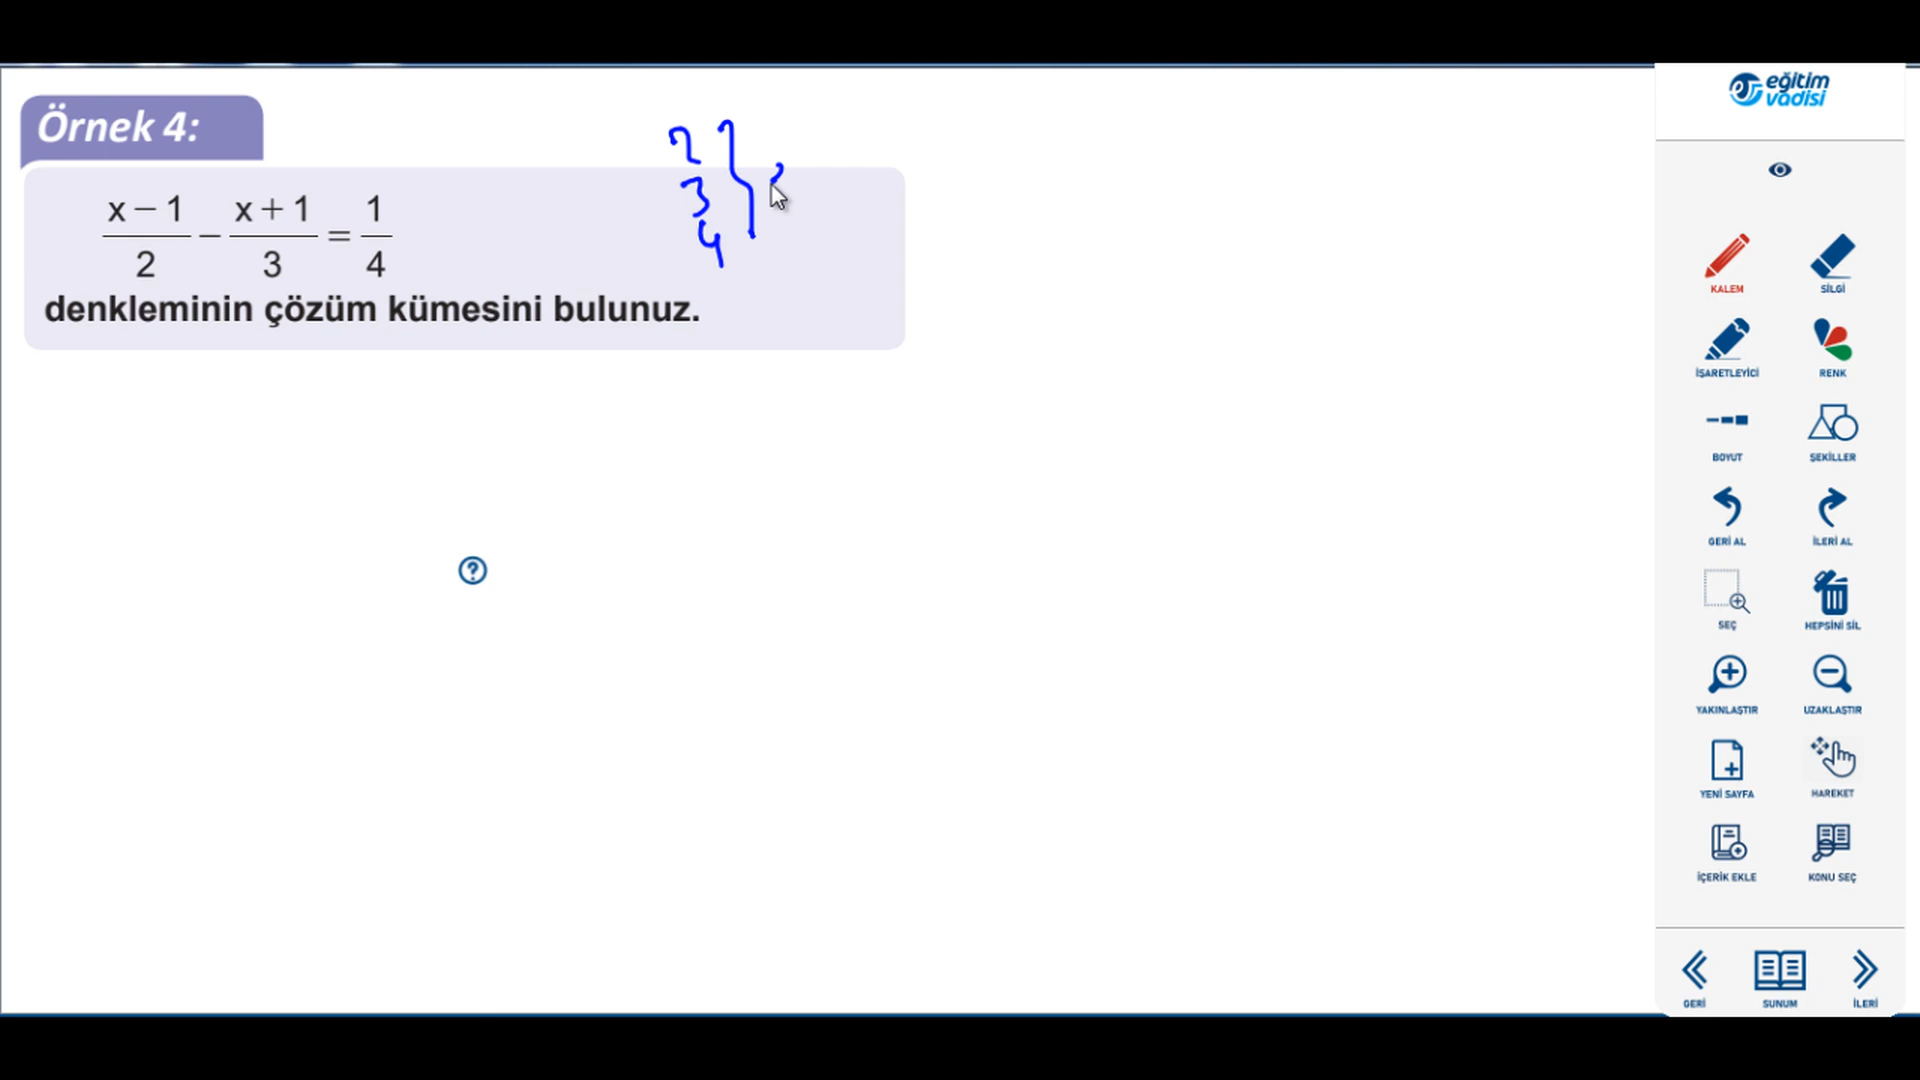 eğitim
vadisi
Örnek 4:
x − 1 / 2 − x + 1 / 3 = 1 / 4
denkleminin çözüm kümesini bulunuz.
2
3
4
KALEM
SİLGİ
İŞARETLEYİCİ
RENK
BOYUT
ŞEKİLLER
GERİ AL
İLERİ AL
SEÇ
HEPSİNİ SİL
YAKINLAŞTIR
UZAKLAŞTIR
YENİ SAYFA
HAREKET
İÇERİK EKLE
KONU SEÇ
GERİ
SUNUM
İLERİ